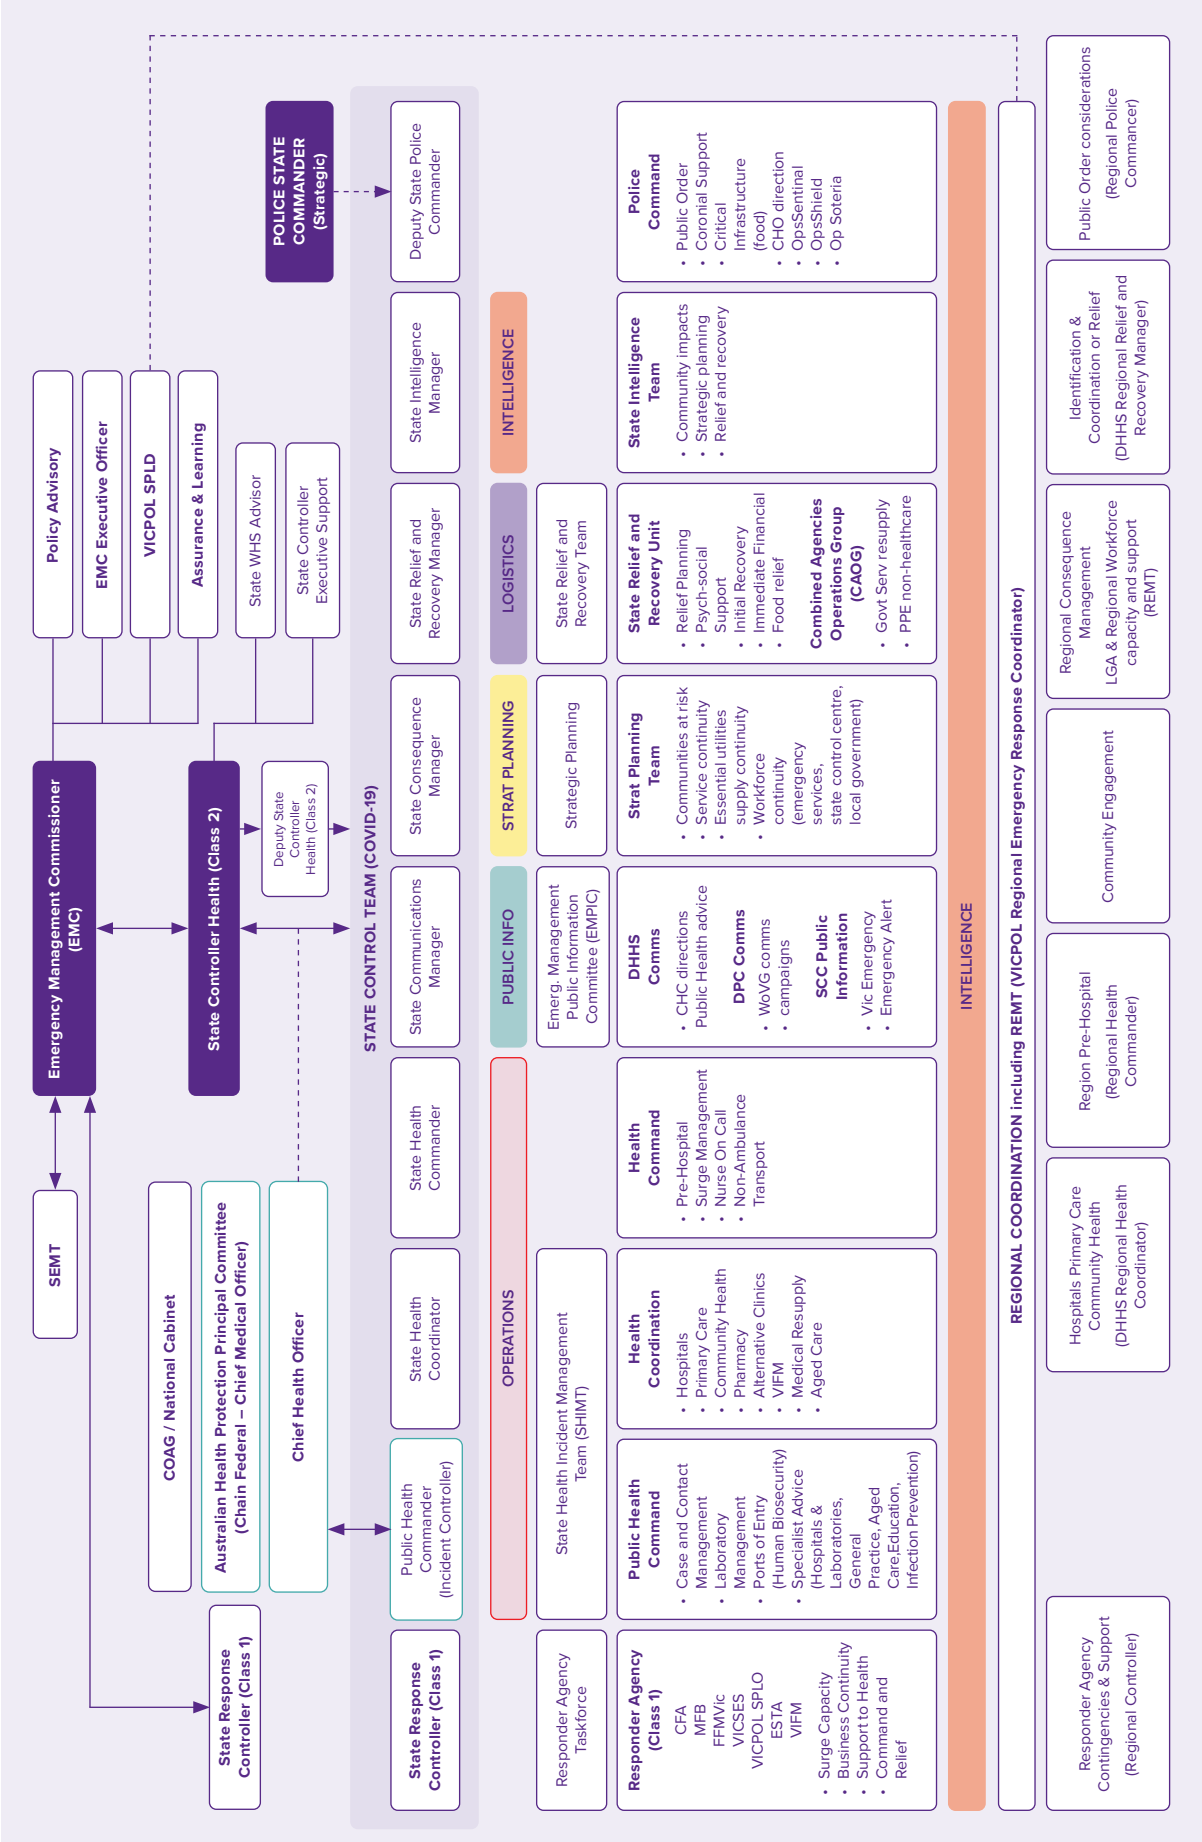 Emergency Management Commissioner
(EMC)
SEMT
Policy Advisory
EMC Executive Officer
VICPOL SPLD
Assurance & Learning
State WHS Advisor
State Controller
Executive Support
State Controller Health (Class 2)
Deputy State
Controller
Health (Class 2)
POLICE STATE
COMMANDER
(Strategic)
COAG / National Cabinet
Australian Health Protection Principal Committee
(Chain Federal – Chief Medical Officer)
Chief Health Officer
State Response
Controller (Class 1)
STATE CONTROL TEAM (COVID-19)
State Response
Controller (Class 1)
Public Health
Commander
(Incident Controller)
State Health
Coordinator
State Health
Commander
State Communications
Manager
State Consequence
Manager
State Relief and
Recovery Manager
State Intelligence
Manager
Deputy State Police
Commander
OPERATIONS
PUBLIC INFO
STRAT PLANNING
LOGISTICS
INTELLIGENCE
Responder Agency
Taskforce
State Health Incident Management
Team (SHIMT)
Emerg. Management
Public Information
Committee (EMPIC)
Strategic Planning
State Relief and
Recovery Team
Responder Agency
(Class 1)
CFA
MFB
FFMVic
VICSES
VICPOL SPLO
ESTA
VIFM
• Surge Capacity
• Business Continuity
• Support to Health
• Command and
Relief
Public Health
Command
• Case and Contact
Management
• Laboratory
Management
• Ports of Entry
(Human Biosecurity)
• Specialist Advice
(Hospitals &
Laboratories,
General
Practice, Aged
Care,Education,
Infection Prevention)
Health
Coordination
• Hospitals
• Primary Care
• Community Health
• Pharmacy
• Alternative Clinics
• VIFM
• Medical Resupply
• Aged Care
Health
Command
• Pre-Hospital
• Surge Management
• Nurse On Call
• Non-Ambulance
Transport
DHHS
Comms
• CHC directions
Public Health advice
DPC Comms
• WoVG comms
• campaigns
SCC Public
Information
• Vic Emergency
• Emergency Alert
Strat Planning
Team
• Communities at risk
• Service continuity
• Essential utilities
supply continuity
• Workforce
continuity
(emergency
services,
state control centre,
local government)
State Relief and
Recovery Unit
• Relief Planning
• Psych-social
Support
• Initial Recovery
• Immediate Financial
• Food relief
Combined Agencies
Operations Group
(CAOG)
• Govt Serv resupply
• PPE non-healthcare
State Intelligence
Team
• Community impacts
• Strategic planning
• Relief and recovery
Police
Command
• Public Order
• Coronial Support
• Critical
Infrastructure
(food)
• CHO direction
• OpsSentinal
• OpsShield
• Op Soteria
INTELLIGENCE
REGIONAL COORDINATION including REMT (VICPOL Regional Emergency Response Coordinator)
Responder Agency
Contingencies & Support
(Regional Controller)
Hospitals Primary Care
Community Health
(DHHS Regional Health
Coordinator)
Region Pre-Hospital
(Regional Health
Commander)
Community Engagement
Regional Consequence
Management
LGA & Regional Workforce
capacity and support
(REMT)
Identification &
Coordination or Relief
(DHHS Regional Relief and
Recovery Manager)
Public Order considerations
(Regional Police
Commancer)